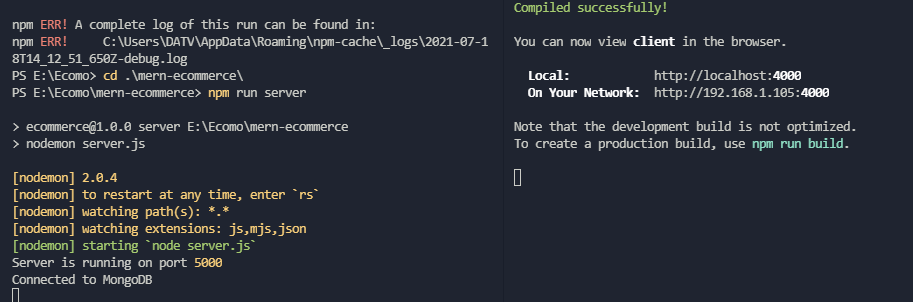 npm ERR! A complete log of this run can be found in:
npm ERR!     C:\Users\DATV\AppData\Roaming\npm-cache\_logs\2021-07-1
8T14_12_51_650Z-debug.log
PS E:\Ecomo> cd .\mern-ecommerce\
PS E:\Ecomo\mern-ecommerce> npm run server
> ecommerce@1.0.0 server E:\Ecomo\mern-ecommerce
> nodemon server.js
[nodemon] 2.0.4
[nodemon] to restart at any time, enter `rs`
[nodemon] watching path(s): *.*
[nodemon] watching extensions: js,mjs,json
[nodemon] starting `node server.js`
Server is running on port 5000
Connected to MongoDB
Compiled successfully!
You can now view client in the browser.
Local:            http://localhost:4000
On Your Network:  http://192.168.1.105:4000
Note that the development build is not optimized.
To create a production build, use npm run build.